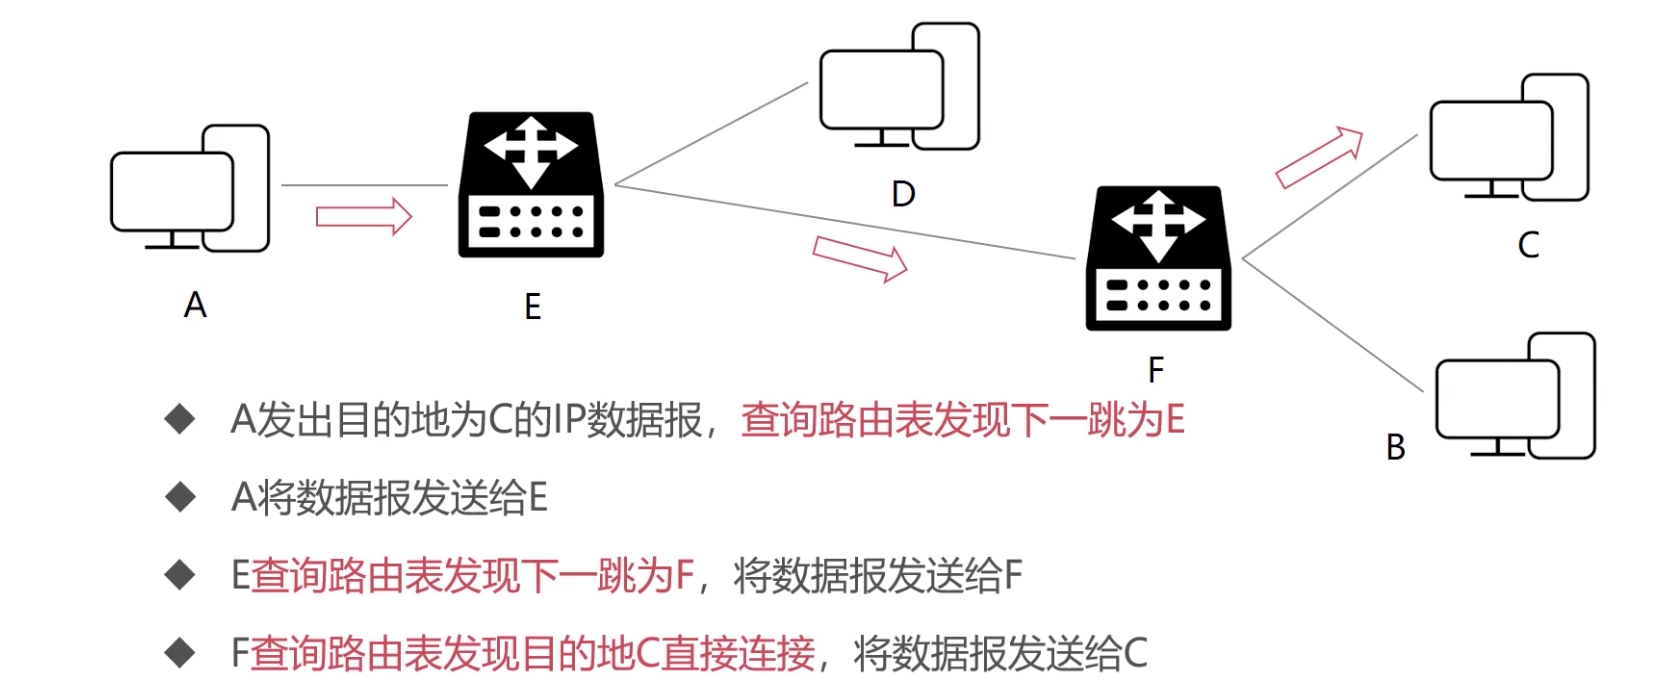 D
C
A
E
F
B
A发出目的地为C的IP数据报，查询路由表发现下一跳为E
A将数据报发送给E
E查询路由表发现下一跳为F，将数据报发送给F
F查询路由表发现目的地C直接连接，将数据报发送给C